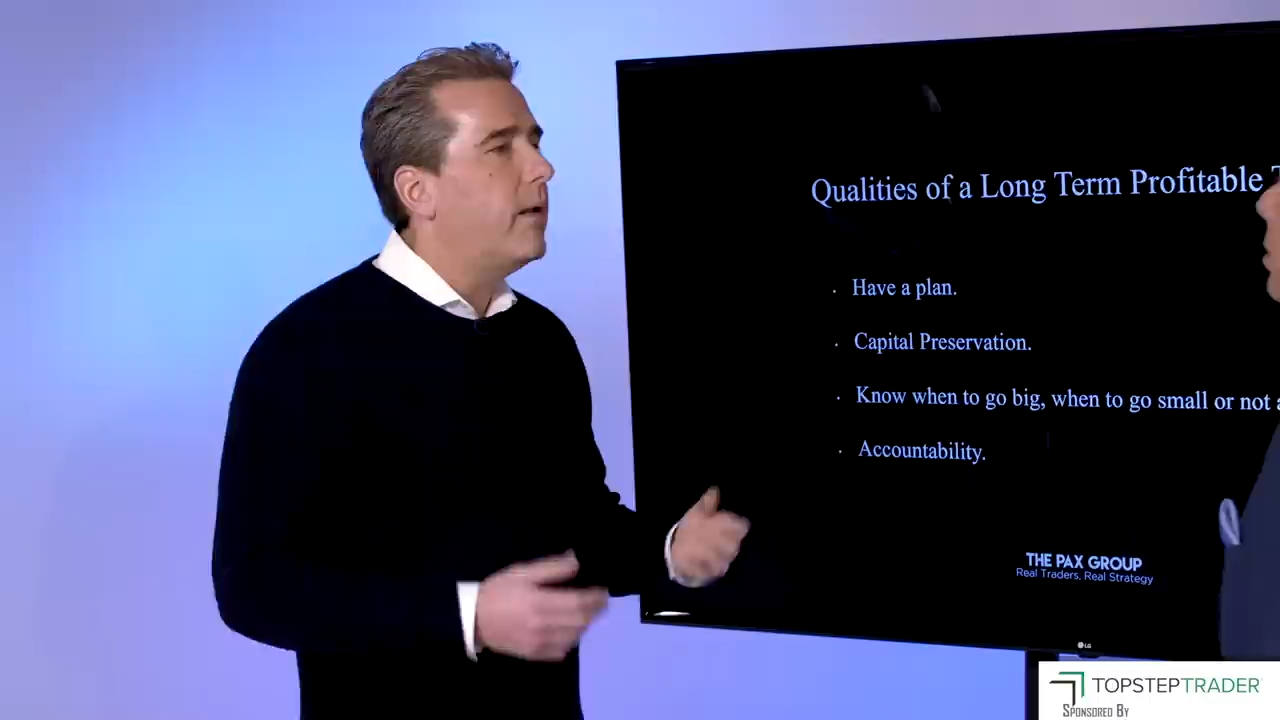 Qualities of a Long Term Profitable
· Have a plan.
· Capital Preservation.
· Know when to go big, when to go small or not
· Accountability.
THE PAX GROUP
Real Traders, Real Strategy
LG
TOPSTEPTRADER
SPONSORED BY